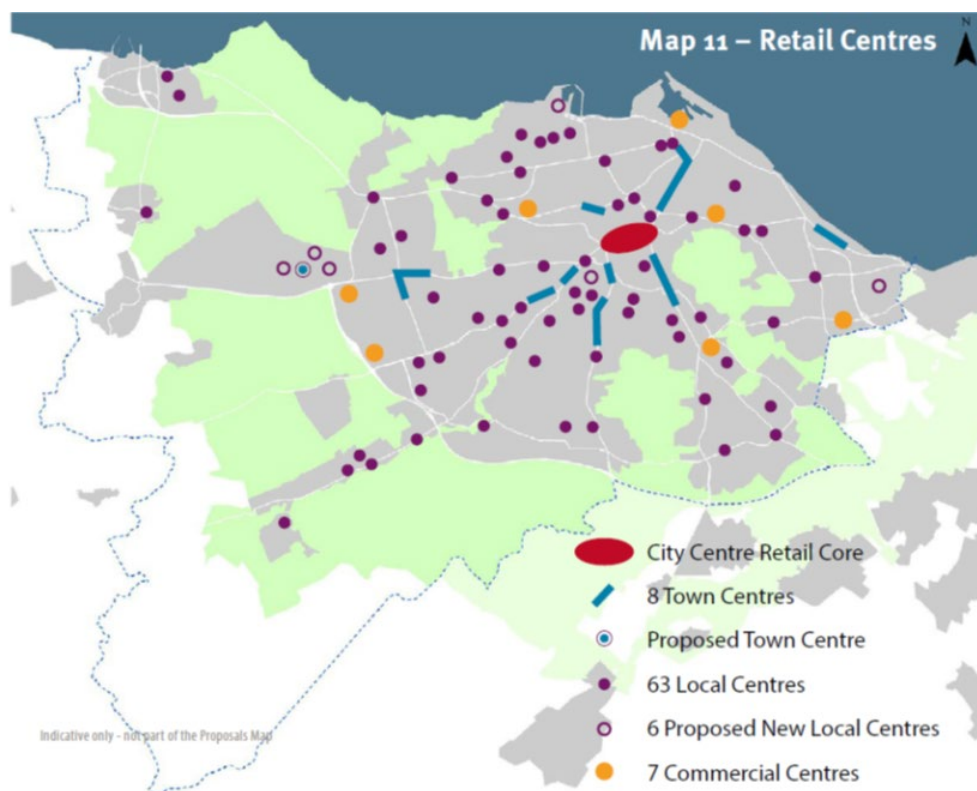 Map 11 – Retail Centres
N
City Centre Retail Core
8 Town Centres
Proposed Town Centre
63 Local Centres
Indicative only - not part of the Proposals Map
6 Proposed New Local Centres
7 Commercial Centres